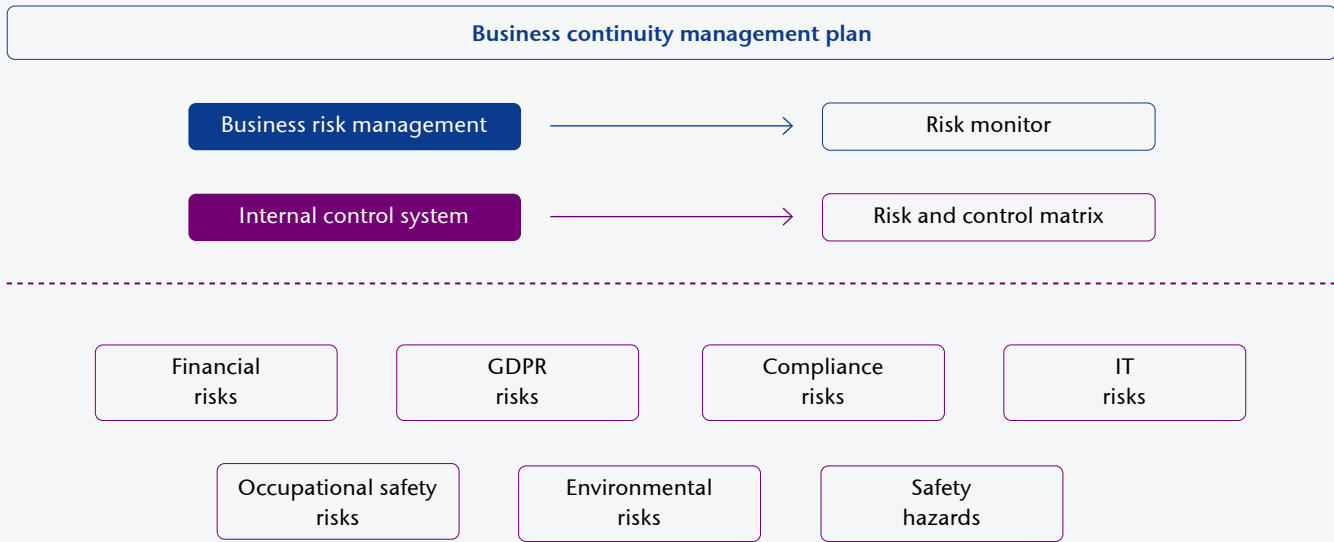 Business continuity management plan
Business risk management
Risk monitor
Internal control system
Risk and control matrix
Financial
risks
GDPR
risks
Compliance
risks
IT
risks
Occupational safety
risks
Environmental
risks
Safety
hazards